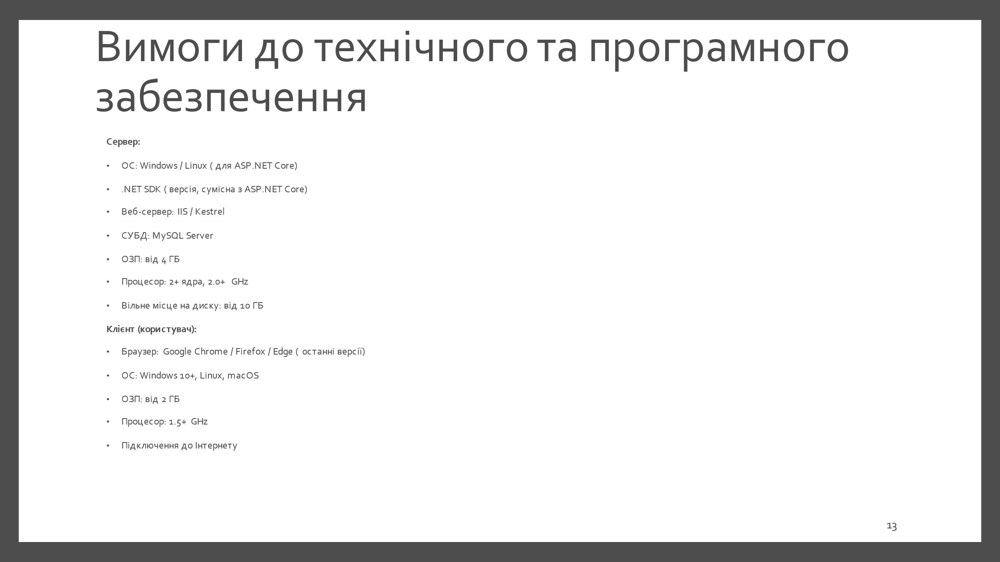 Вимоги до технічного та програмного
забезпечення
Сервер:
• ОС: Windows / Linux ( для ASP.NET Core)
• .NET SDK ( версія, сумісна з ASP.NET Core)
• Веб-сервер: IIS / Kestrel
• СУБД: MySQL Server
• ОЗП: від 4 ГБ
• Процесор: 2+ ядра, 2.0+ GHz
• Вільне місце на диску: від 10 ГБ
Клієнт (користувач):
• Браузер: Google Chrome / Firefox / Edge ( останні версії)
• ОС: Windows 10+, Linux, macOS
• ОЗП: від 2 ГБ
• Процесор: 1.5+ GHz
• Підключення до Інтернету
13